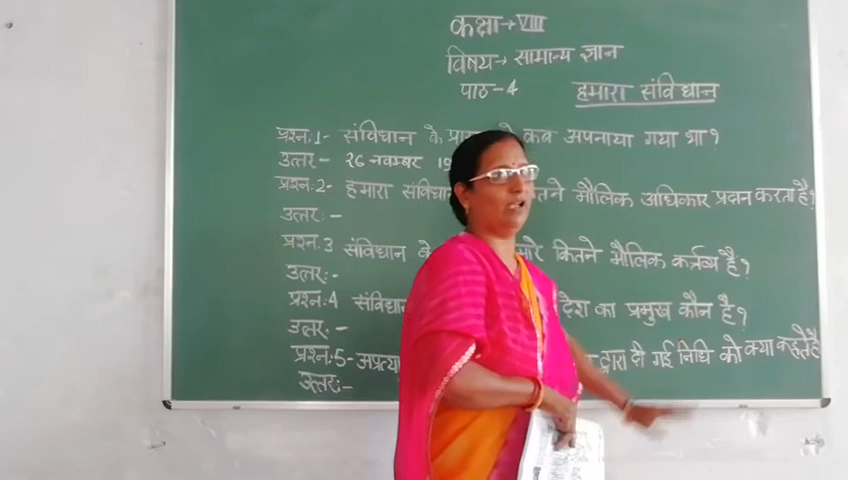 कक्षा→VIII
विषय→ सामान्य ज्ञान
पाठ-4 हमारा संविधान
प्रश्न.1- संविधान के कब अपनाया गया था?
उत्तर- 26 नवम्बर
प्रश्न:2- हमारा मौलिक अधिकार प्रदान करता है?
उत्तर: -
प्रश्न:3 संविधान कितने मौलिक कर्त्तव्य है?
उत्तर:-
प्रश्न:4 देश का प्रमुख कौन है?
उत्तर: -
प्रश्न:5- द्वारा दी गई निधि को क्या कहते है
उत्तर:-